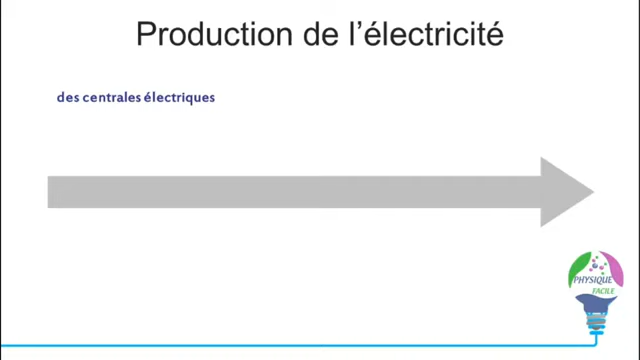 Production de l’électricité
des centrales électriques
PHYSIQUE
FACILE